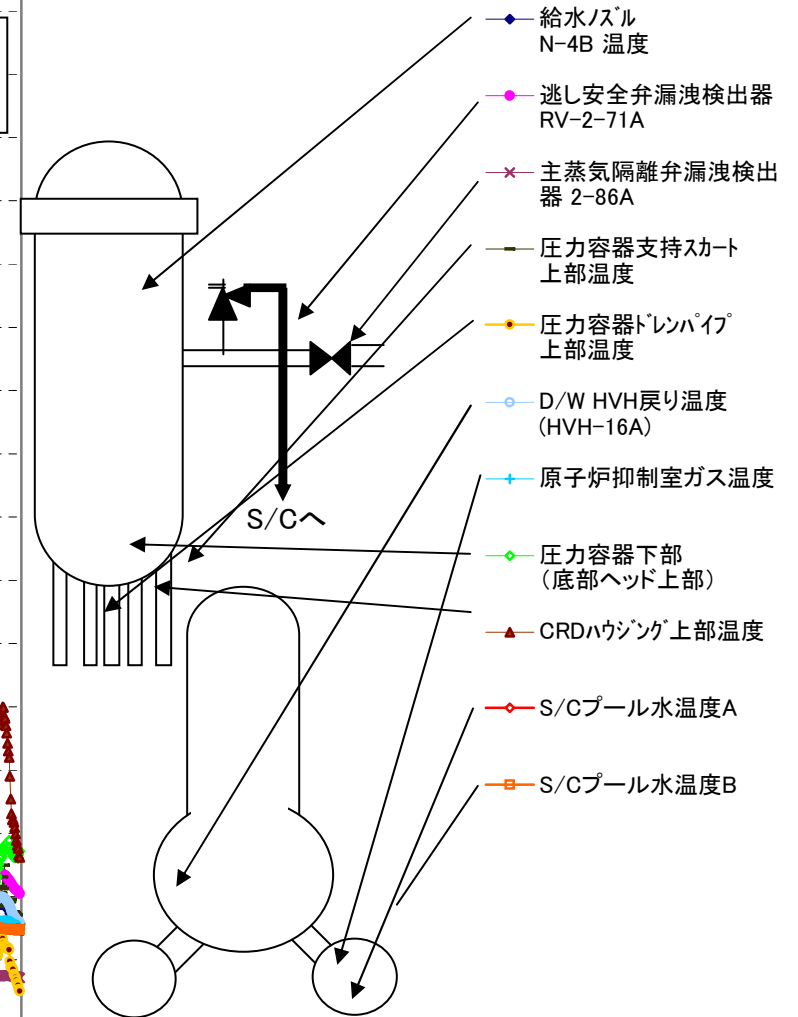 給水ノズル
N-4B 温度
逃し安全弁漏洩検出器
RV-2-71A
主蒸気隔離弁漏洩検出
器 2-86A
圧力容器支持スカート
上部温度
圧力容器ドレンパイプ
上部温度
D/W HVH戻り温度
(HVH-16A)
原子炉抑制室ガス温度
S/Cへ
圧力容器下部
(底部ヘッド上部)
CRDハウジング上部温度
S/Cプール水温度A
S/Cプール水温度B